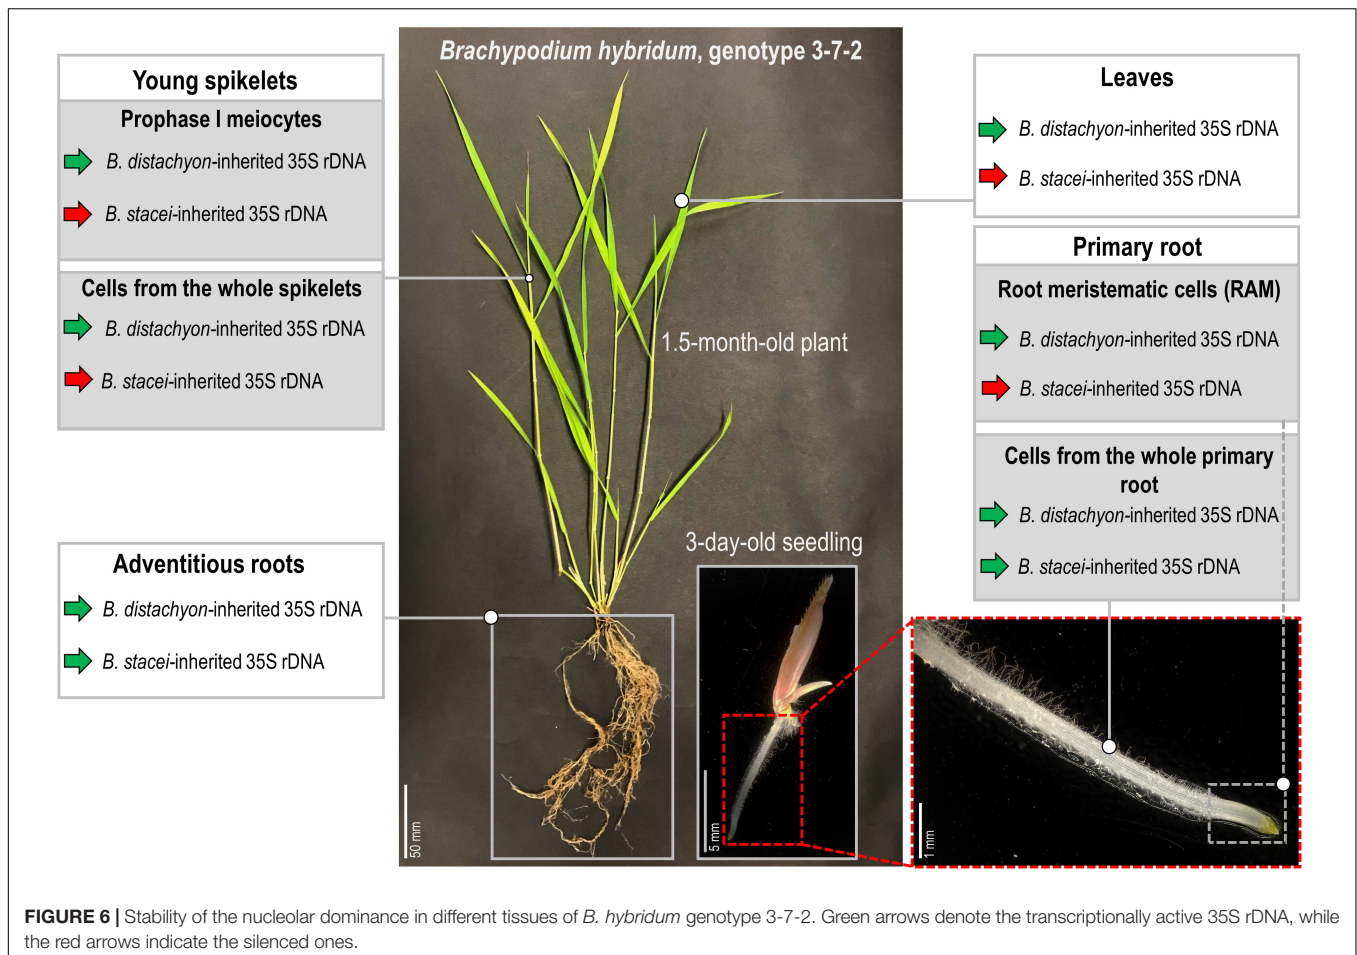 Brachypodium hybridum, genotype 3-7-2
Young spikelets
Prophase I meiocytes
B. distachyon-inherited 35S rDNA
B. stacei-inherited 35S rDNA
Cells from the whole spikelets
B. distachyon-inherited 35S rDNA
B. stacei-inherited 35S rDNA
Adventitious roots
B. distachyon-inherited 35S rDNA
B. stacei-inherited 35S rDNA
1.5-month-old plant
3-day-old seedling
50 mm
5 mm
Leaves
B. distachyon-inherited 35S rDNA
B. stacei-inherited 35S rDNA
Primary root
Root meristematic cells (RAM)
B. distachyon-inherited 35S rDNA
B. stacei-inherited 35S rDNA
Cells from the whole primary
root
B. distachyon-inherited 35S rDNA
B. stacei-inherited 35S rDNA
1 mm
FIGURE 6 | Stability of the nucleolar dominance in different tissues of B. hybridum genotype 3-7-2. Green arrows denote the transcriptionally active 35S rDNA, while
the red arrows indicate the silenced ones.